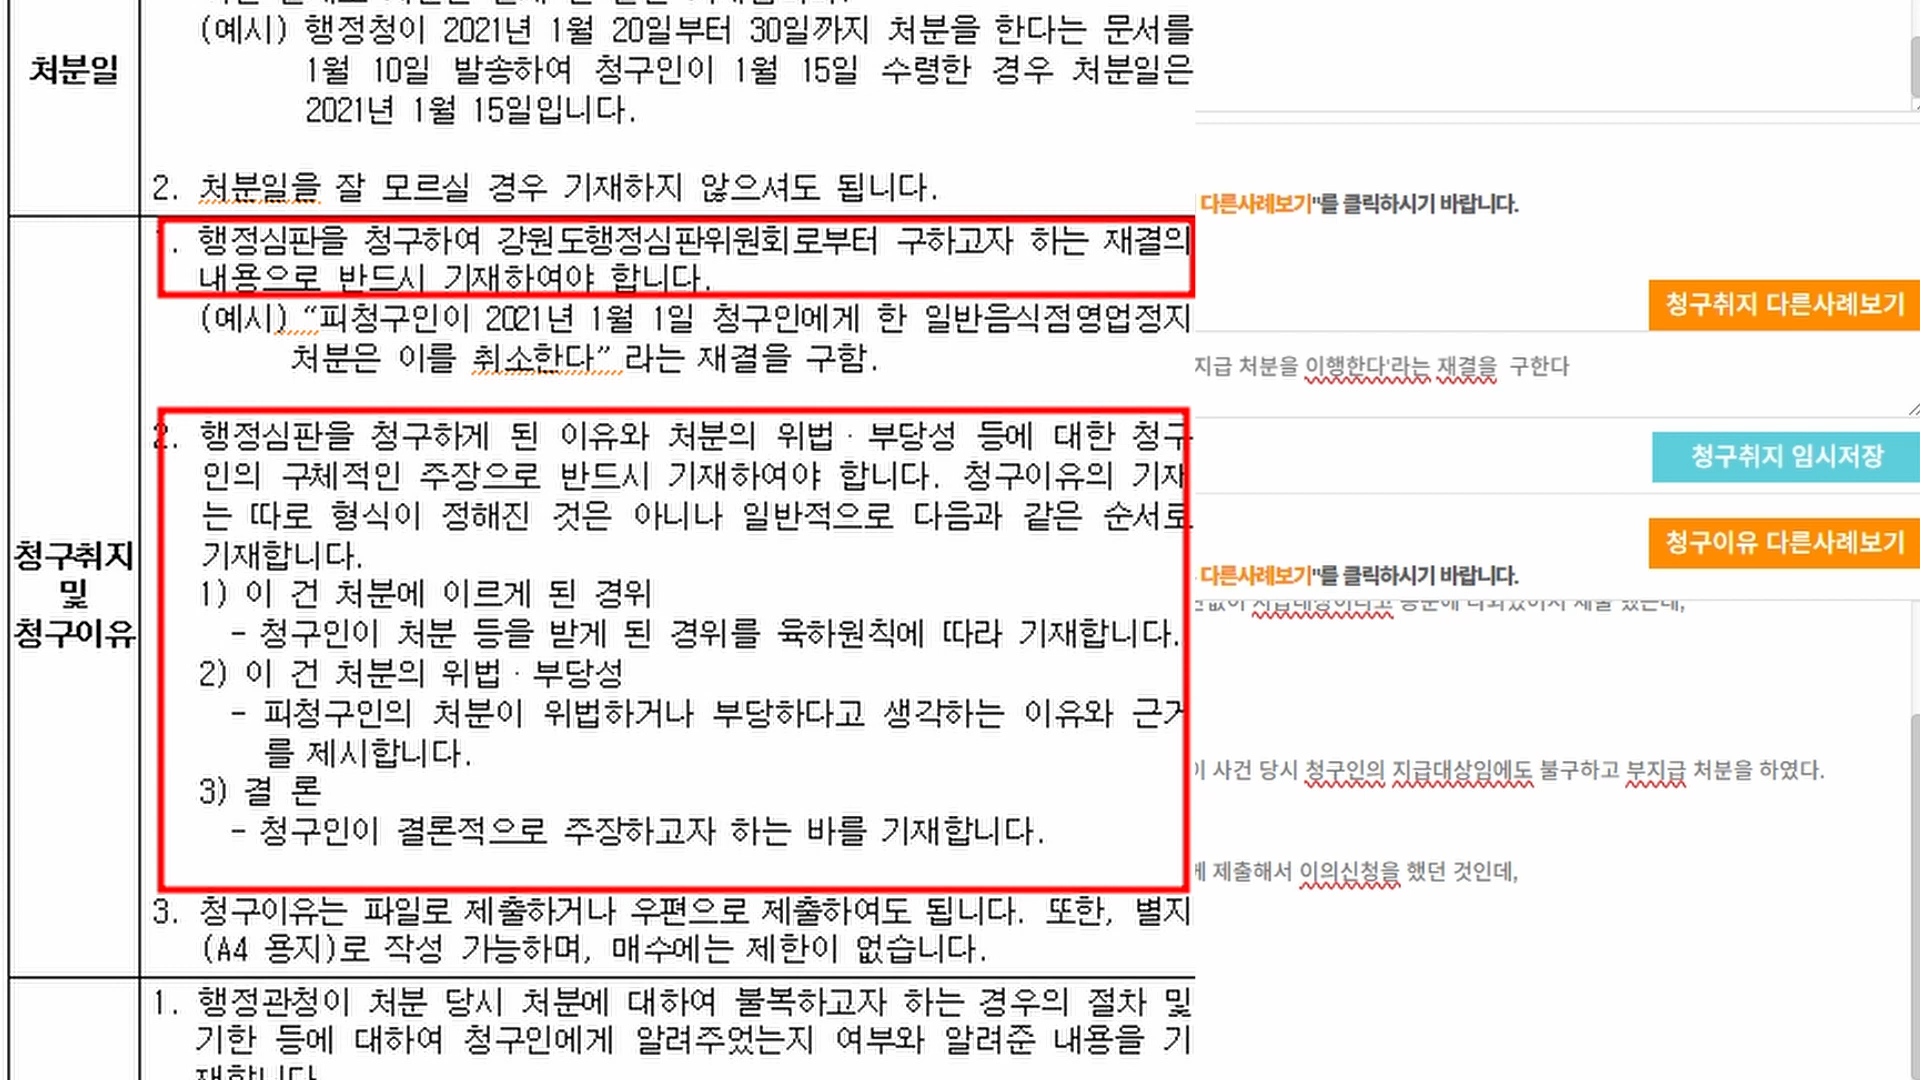 처분일
(예시) 행정청이 2021년 1월 20일부터 30일까지 처분을 한다는 문서를
1월 10일 발송하여 청구인이 1월 15일 수령한 경우 처분일은
2021년 1월 15일입니다.
2. 처분일을 잘 모르실 경우 기재하지 않으셔도 됩니다.
청구취지
및
청구이유
1. 행정심판을 청구하여 강원도행정심판위원회로부터 구하고자 하는 재결의
내용으로 반드시 기재하여야 합니다.
(예시) “피청구인이 2021년 1월 1일 청구인에게 한 일반음식점영업정지
처분은 이를 취소한다” 라는 재결을 구함.
2. 행정심판을 청구하게 된 이유와 처분의 위법 · 부당성 등에 대한 청구
인의 구체적인 주장으로 반드시 기재하여야 합니다. 청구이유의 기재
는 따로 형식이 정해진 것은 아니나 일반적으로 다음과 같은 순서로
기재합니다.
1) 이 건 처분에 이르게 된 경위
- 청구인이 처분 등을 받게 된 경위를 육하원칙에 따라 기재합니다.
2) 이 건 처분의 위법 · 부당성
- 피청구인의 처분이 위법하거나 부당하다고 생각하는 이유와 근거
를 제시합니다.
3) 결 론
- 청구인이 결론적으로 주장하고자 하는 바를 기재합니다.
3. 청구이유는 파일로 제출하거나 우편으로 제출하여도 됩니다. 또한, 별지
(A4 용지)로 작성 가능하며, 매수에는 제한이 없습니다.
1. 행정관청이 처분 당시 처분에 대하여 불복하고자 하는 경우의 절차 및
기한 등에 대하여 청구인에게 알려주었는지 여부와 알려준 내용을 기
재합니다.
다른사례보기"를 클릭하시기 바랍니다.
청구취지 다른사례보기
지급 처분을 이행한다'라는 재결을 구한다
청구취지 임시저장
청구이유 다른사례보기
다른사례보기"를 클릭하시기 바랍니다.
이 사건 당시 청구인의 지급대상임에도 불구하고 부지급 처분을 하였다.
제출해서 이의신청을 했던 것인데,